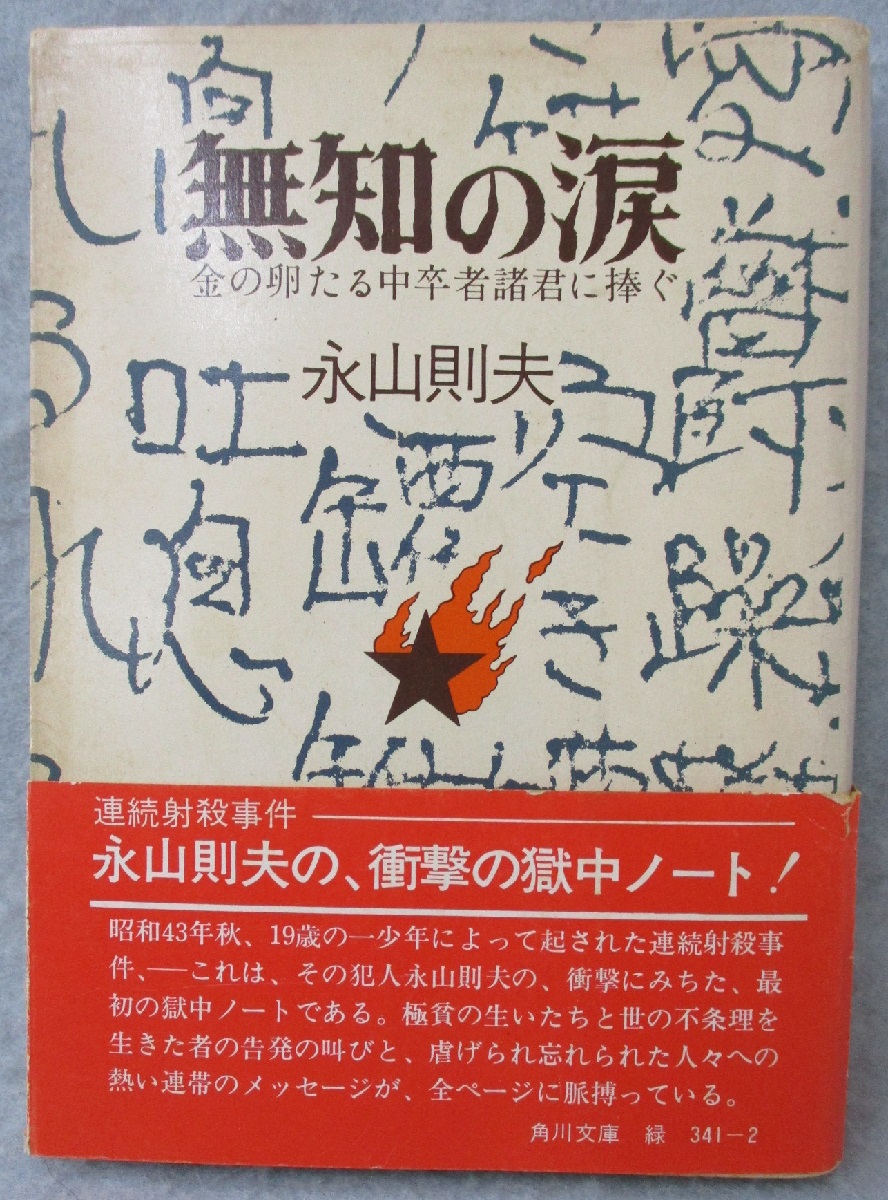 無知の涙
金の卵たる中卒者諸君に捧ぐ
永山則夫
吐
息
連続射殺事件
永山則夫の、衝撃の獄中ノート!
昭和43年秋、19歳の一少年によって起された連続射殺事
件、──これは、その犯人永山則夫の、衝撃にみちた、最
初の獄中ノートである。極貧の生いたちと世の不条理を
生きた者の告発の叫びと、虐げられ忘れられた人々への
熱い連帯のメッセージが、全ページに脈搏っている。
角川文庫 緑 341-2